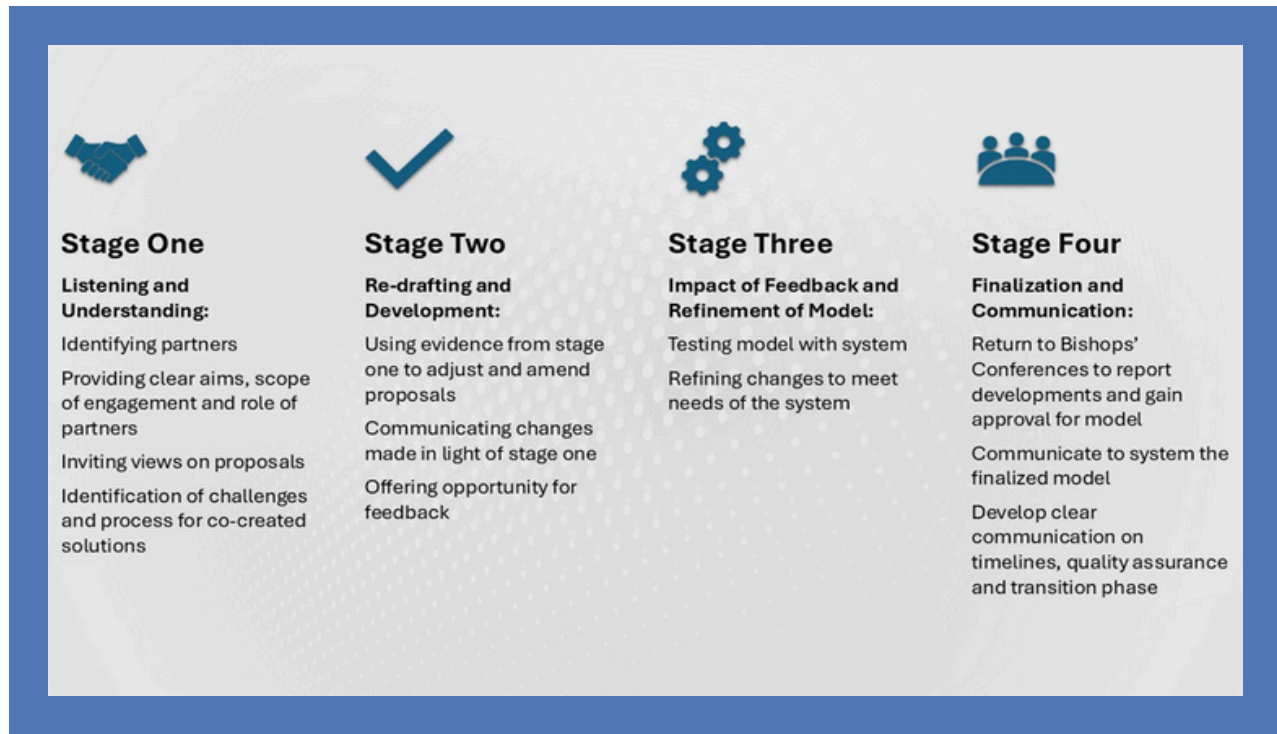 Stage One
Listening and
Understanding:
Identifying partners
Providing clear aims, scope
of engagement and role of
partners
Inviting views on proposals
Identification of challenges
and process for co-created
solutions
Stage Two
Re-drafting and
Development:
Using evidence from stage
one to adjust and amend
proposals
Communicating changes
made in light of stage one
Offering opportunity for
feedback
Stage Three
Impact of Feedback and
Refinement of Model:
Testing model with system
Refining changes to meet
needs of the system
Stage Four
Finalization and
Communication:
Return to Bishops’
Conferences to report
developments and gain
approval for model
Communicate to system the
finalized model
Develop clear
communication on
timelines, quality assurance
and transition phase